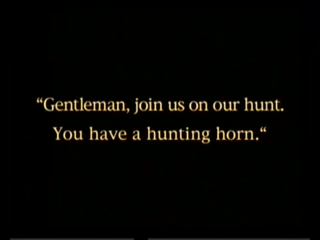 “Gentleman, join us on our hunt.
You have a hunting horn.“